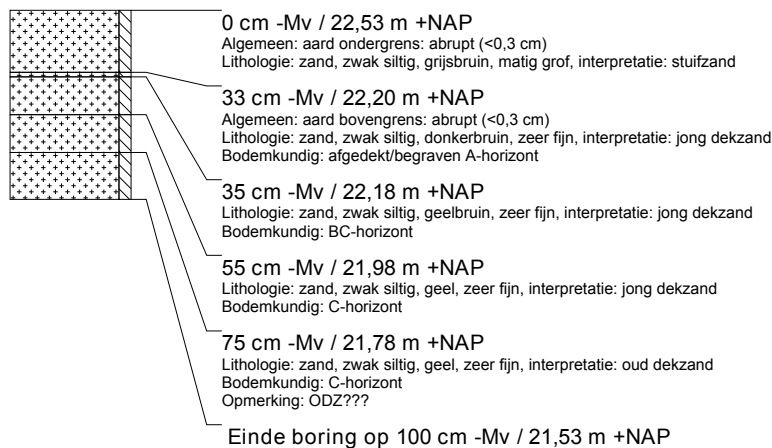 0 cm -Mv / 22,53 m +NAP
Algemeen: aard ondergrens: abrupt (<0,3 cm)
Lithologie: zand, zwak siltig, grijsbruin, matig grof, interpretatie: stuifzand
33 cm -Mv / 22,20 m +NAP
Algemeen: aard bovengrens: abrupt (<0,3 cm)
Lithologie: zand, zwak siltig, donkerbruin, zeer fijn, interpretatie: jong dekzand
Bodemkundig: afgedekt/begraven A-horizont
35 cm -Mv / 22,18 m +NAP
Lithologie: zand, zwak siltig, geelbruin, zeer fijn, interpretatie: jong dekzand
Bodemkundig: BC-horizont
55 cm -Mv / 21,98 m +NAP
Lithologie: zand, zwak siltig, geel, zeer fijn, interpretatie: jong dekzand
Bodemkundig: C-horizont
75 cm -Mv / 21,78 m +NAP
Lithologie: zand, zwak siltig, geel, zeer fijn, interpretatie: oud dekzand
Bodemkundig: C-horizont
Opmerking: ODZ???
Einde boring op 100 cm -Mv / 21,53 m +NAP